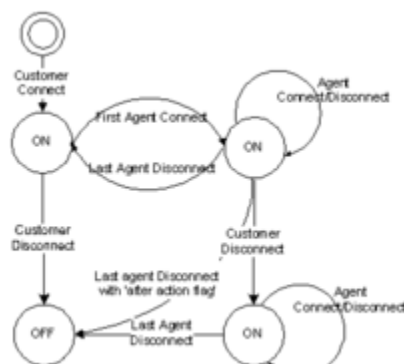 Customer
Connect
Agent
Connect/Disconnect
First Agent Connect
ON
ON
Last Agent Disconnect
Customer
Disconnect
Customer
Disconnect
Last agent Disconnect
with 'after action flag'
Agent
Connect/Disconnect
OFF
Last Agent
Disconnect
ON